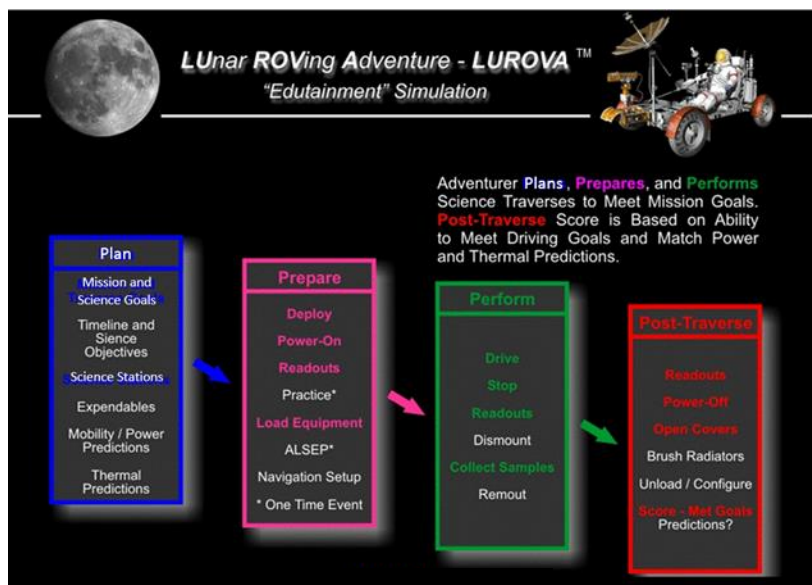 LUnar ROVing Adventure - LUROVA TM
"Edutainment" Simulation
Adventurer Plans, Prepares, and Performs
Science Traverses to Meet Mission Goals.
Post-Traverse Score is Based on Ability
to Meet Driving Goals and Match Power
and Thermal Predictions.
Plan
Mission and
Science Goals
Timeline and
Sience
Objectives
Science Stations
Expendables
Mobility / Power
Predictions
Thermal
Predictions
Prepare
Deploy
Power-On
Readouts
Practice*
Load Equipment
ALSEP*
Navigation Setup
* One Time Event
Perform
Drive
Stop
Readouts
Dismount
Collect Samples
Remout
Post-Traverse
Readouts
Power-Off
Open Covers
Brush Radiators
Unload / Configure
Score - Met Goals
Predictions?